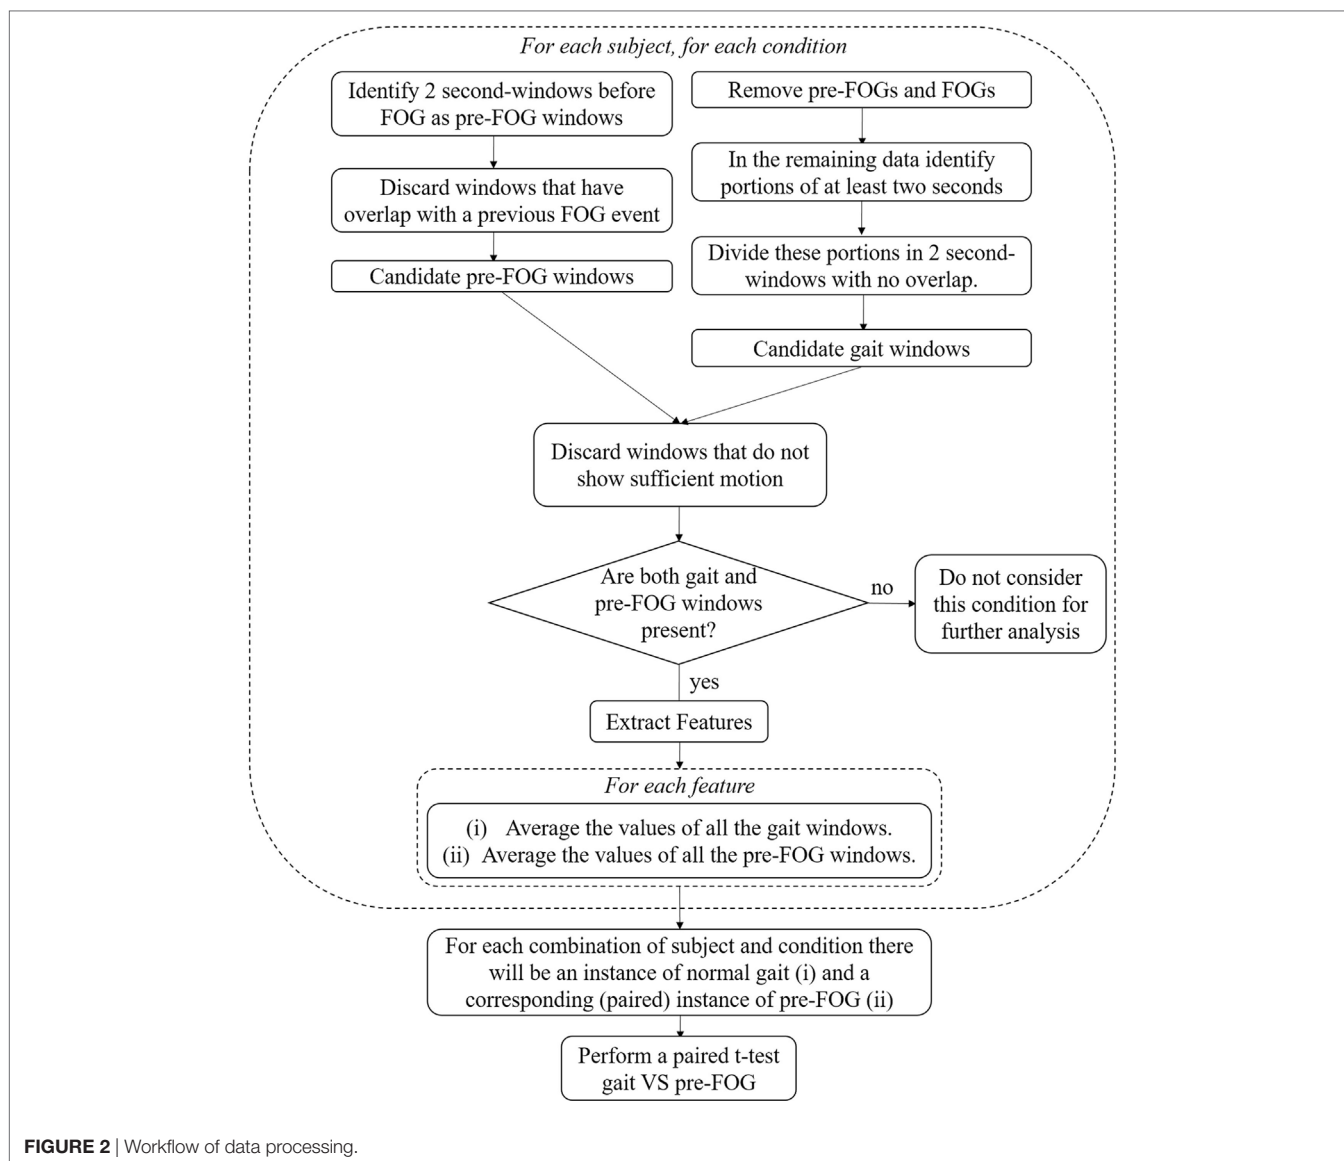 For each subject, for each condition
Identify 2 second-windows before
FOG as pre-FOG windows
Discard windows that have
overlap with a previous FOG event
Candidate pre-FOG windows
Remove pre-FOGs and FOGs
In the remaining data identify
portions of at least two seconds
Divide these portions in 2 second-
windows with no overlap.
Candidate gait windows
Discard windows that do not
show sufficient motion
Are both gait and
pre-FOG windows
present?
no
Do not consider
this condition for
further analysis
yes
Extract Features
For each feature
(i) Average the values of all the gait windows.
(ii) Average the values of all the pre-FOG windows.
For each combination of subject and condition there
will be an instance of normal gait (i) and a
corresponding (paired) instance of pre-FOG (ii)
Perform a paired t-test
gait VS pre-FOG
FIGURE 2 | Workflow of data processing.